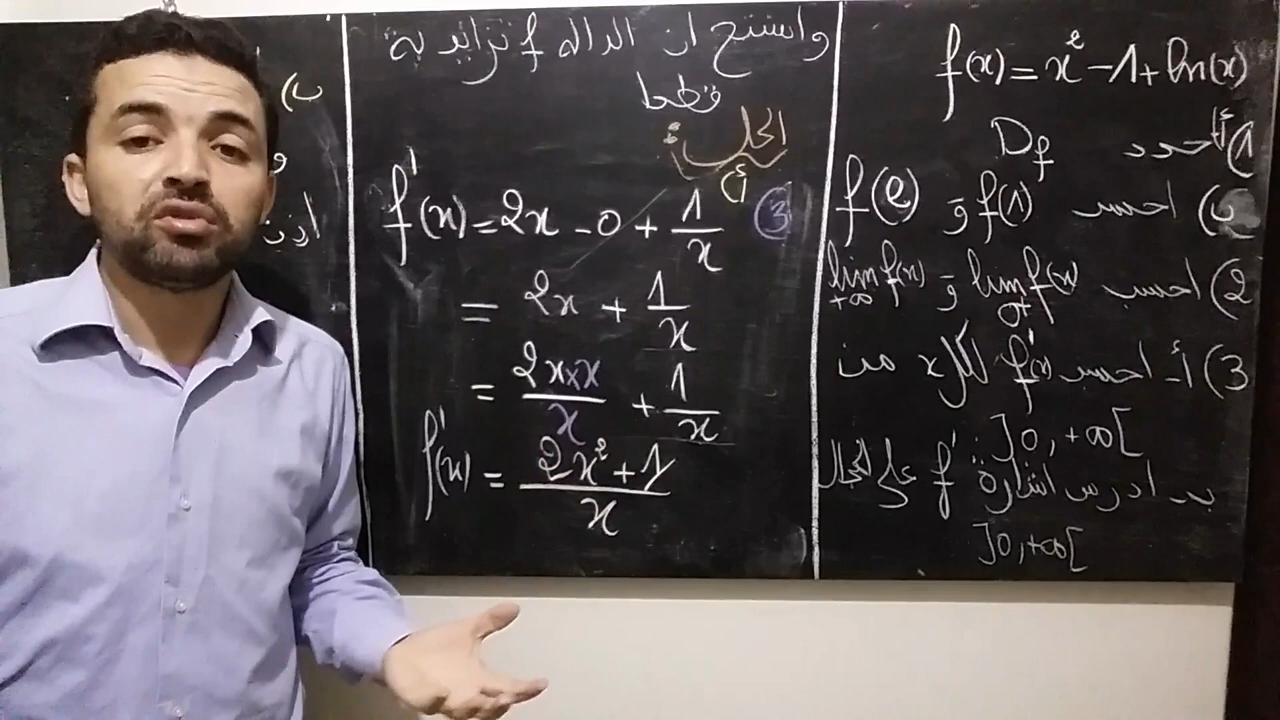 f(x) = x² - 1 + ln(x)
1) أ حدد Df
ب) احسب f(1) و f(e)
2) احسب lim f(x) 0+ و lim f(x) +∞
3) أ- احسب f'(x) لكل x من
]0, +∞[
ب- ادرس اشارة f' على المجال
]0, +∞[
واستنتج ان الدالة f تزايدية
قطعا
الحل:
3) أ)
f'(x) = 2x - 0 + 1/x
= 2x + 1/x
= 2x×x/x + 1/x
f'(x) = (2x² + 1)/x
ب)
و
اذن